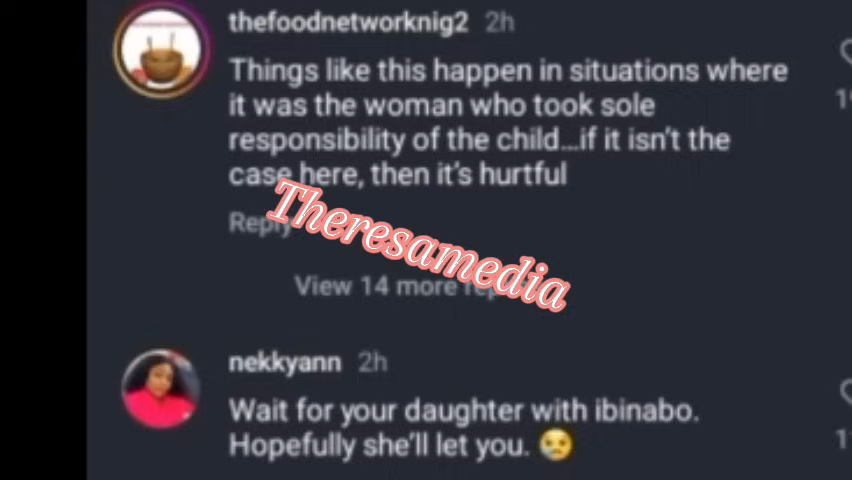 thefoodnetworknig2 2h
Things like this happen in situations where
it was the woman who took sole
responsibility of the child...if it isn't the
case here, then it's hurtful
Reply
Theresamedia
View 14 more
nekkyann 2h
Wait for your daughter with ibinabo.
Hopefully she'll let you. 😢